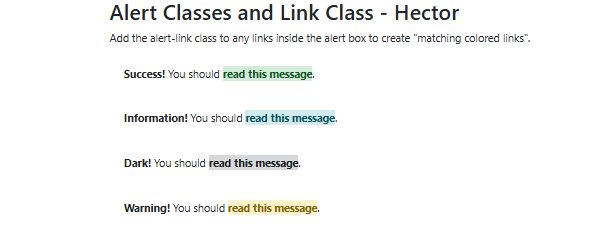 Alert Classes and Link Class - Hector
Add the alert-link class to any links inside the alert box to create "matching colored links".
Success! You should read this message.
Information! You should read this message.
Dark! You should read this message.
Warning! You should read this message.